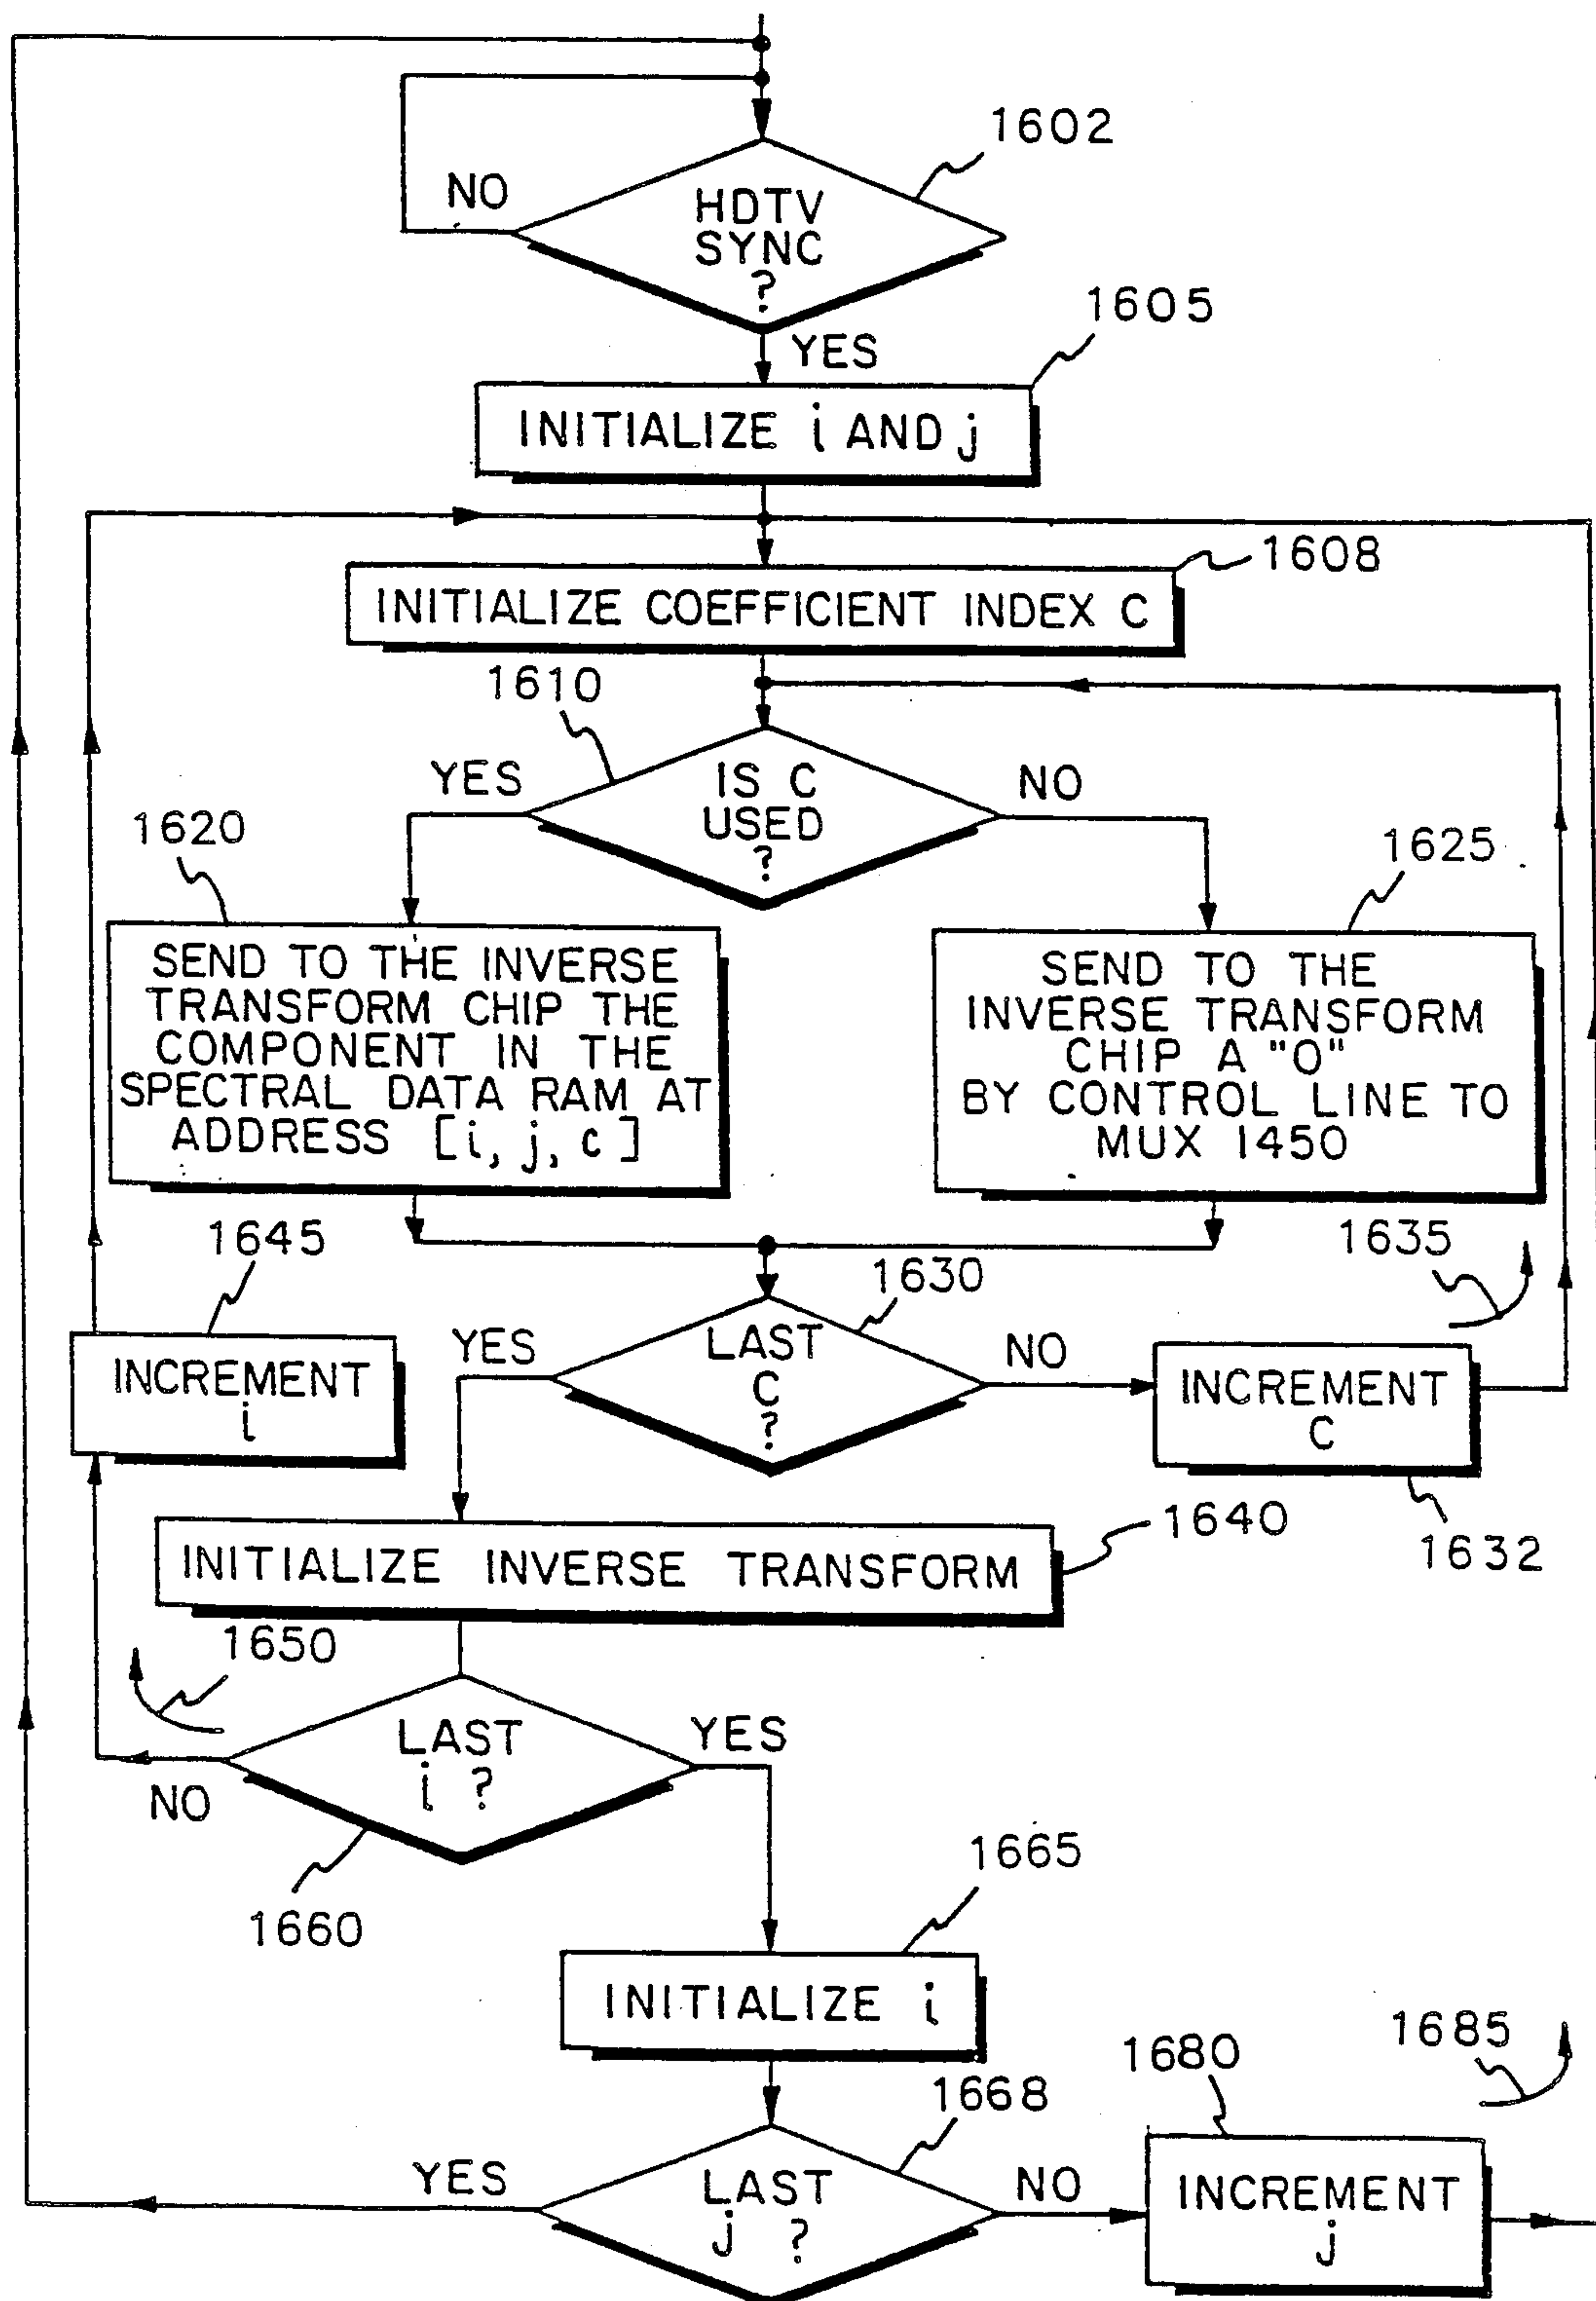 1602
NO
HDTV
SYNC
?
1605
YES
INITIALIZE i AND j
1608
INITIALIZE COEFFICIENT INDEX C
1610
YES
IS C
USED
?
NO
1620
1625
SEND TO THE INVERSE
TRANSFORM CHIP THE
COMPONENT IN THE
SPECTRAL DATA RAM AT
ADDRESS [i, j, c]
SEND TO THE
INVERSE TRANSFORM
CHIP A "0"
BY CONTROL LINE TO
MUX 1450
1645
1630
1635
INCREMENT
i
YES
LAST
C
?
NO
INCREMENT
C
1640
1632
INITIALIZE INVERSE TRANSFORM
1650
LAST
i ?
YES
NO
1660
1665
INITIALIZE i
1668
1680
1685
YES
LAST
j ?
NO
INCREMENT
j